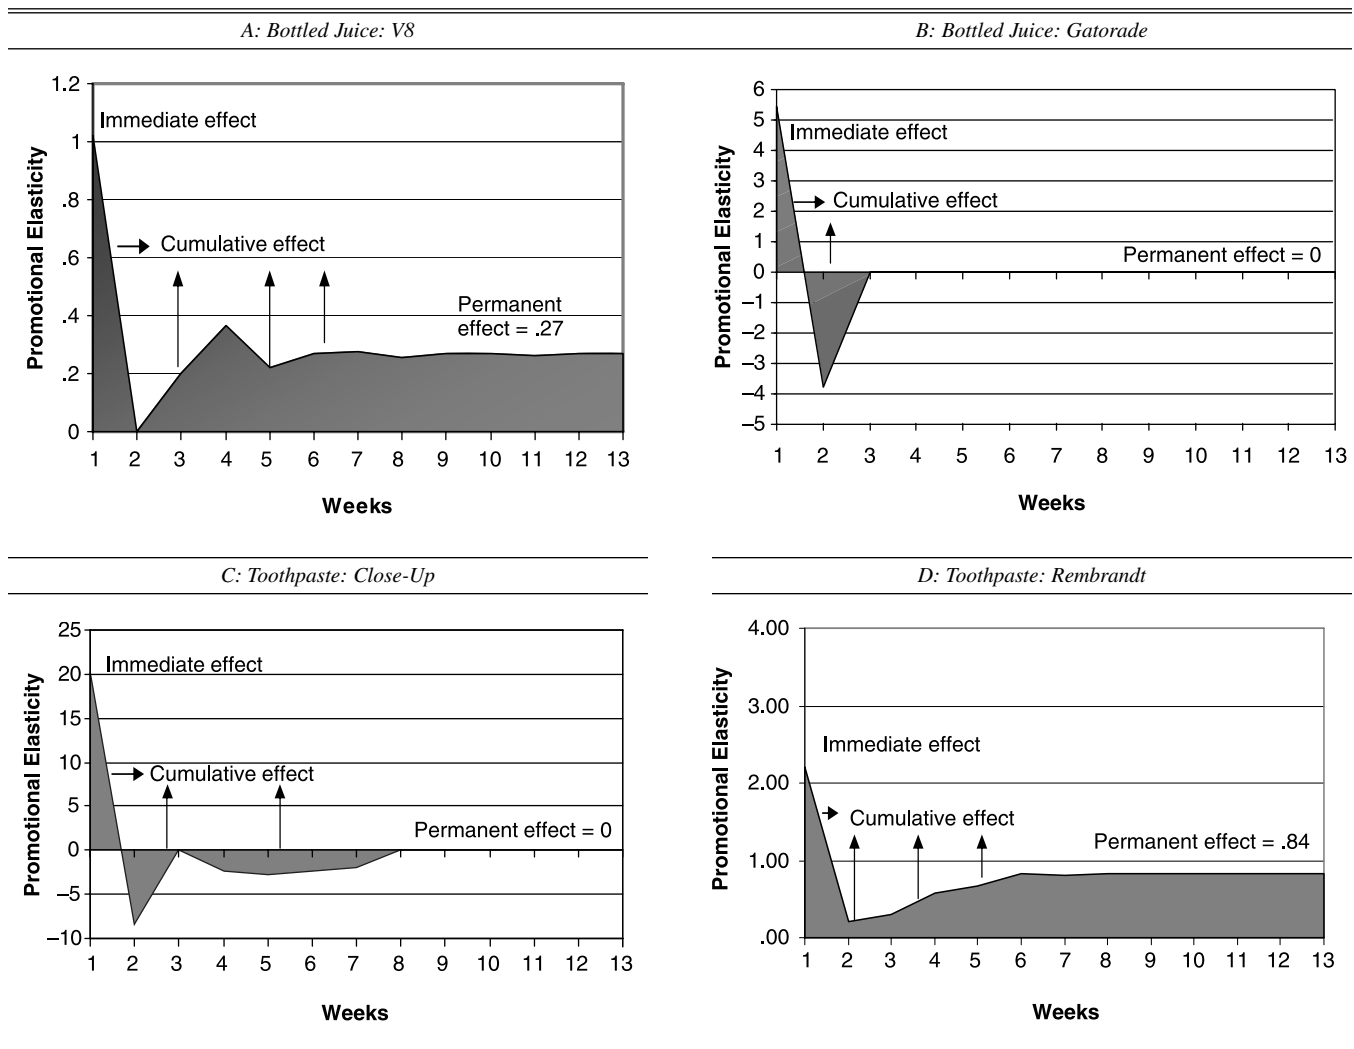 A: Bottled Juice: V8
1.2
1
.8
.6
.4
.2
0
Promotional Elasticity
Immediate effect
Cumulative effect
Permanent
effect = .27
1 2 3 4 5 6 7 8 9 10 11 12 13
Weeks
B: Bottled Juice: Gatorade
6
5
4
3
2
1
0
–1
–2
–3
–4
–5
Promotional Elasticity
Immediate effect
Cumulative effect
Permanent effect = 0
1 2 3 4 5 6 7 8 9 10 11 12 13
Weeks
C: Toothpaste: Close-Up
25
20
15
10
5
0
–5
–10
Promotional Elasticity
Immediate effect
Cumulative effect
Permanent effect = 0
1 2 3 4 5 6 7 8 9 10 11 12 13
Weeks
D: Toothpaste: Rembrandt
4.00
3.00
2.00
1.00
.00
Promotional Elasticity
Immediate effect
Cumulative effect
Permanent effect = .84
1 2 3 4 5 6 7 8 9 10 11 12 13
Weeks